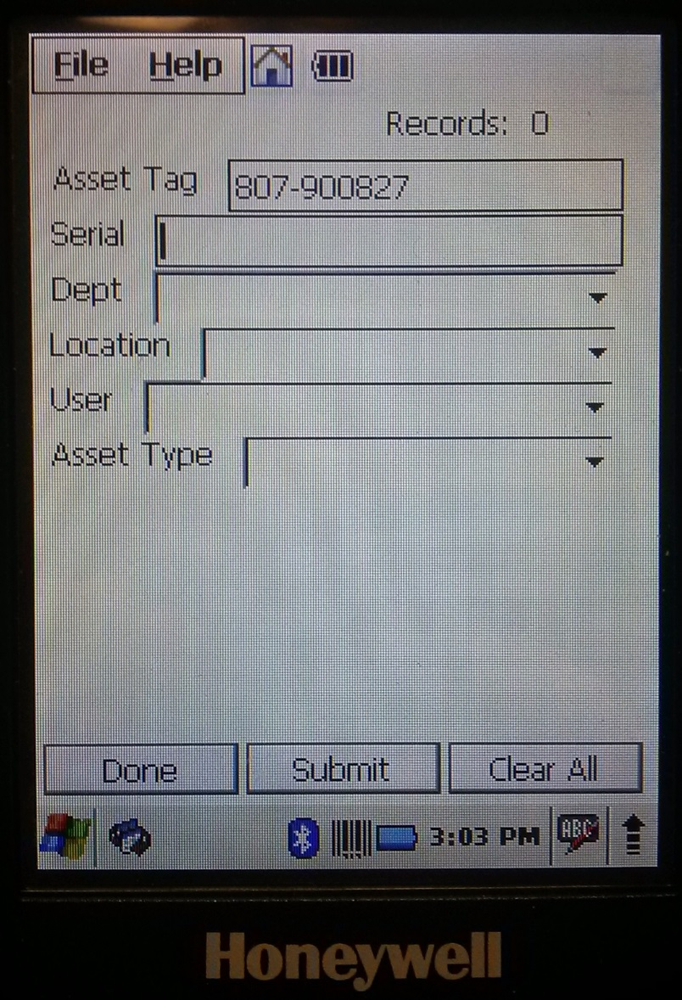 File Help
Records: 0
Asset Tag 807-900827
Serial
Dept
Location
User
Asset Type
Done Submit Clear All
3:03 PM ABC
Honeywell